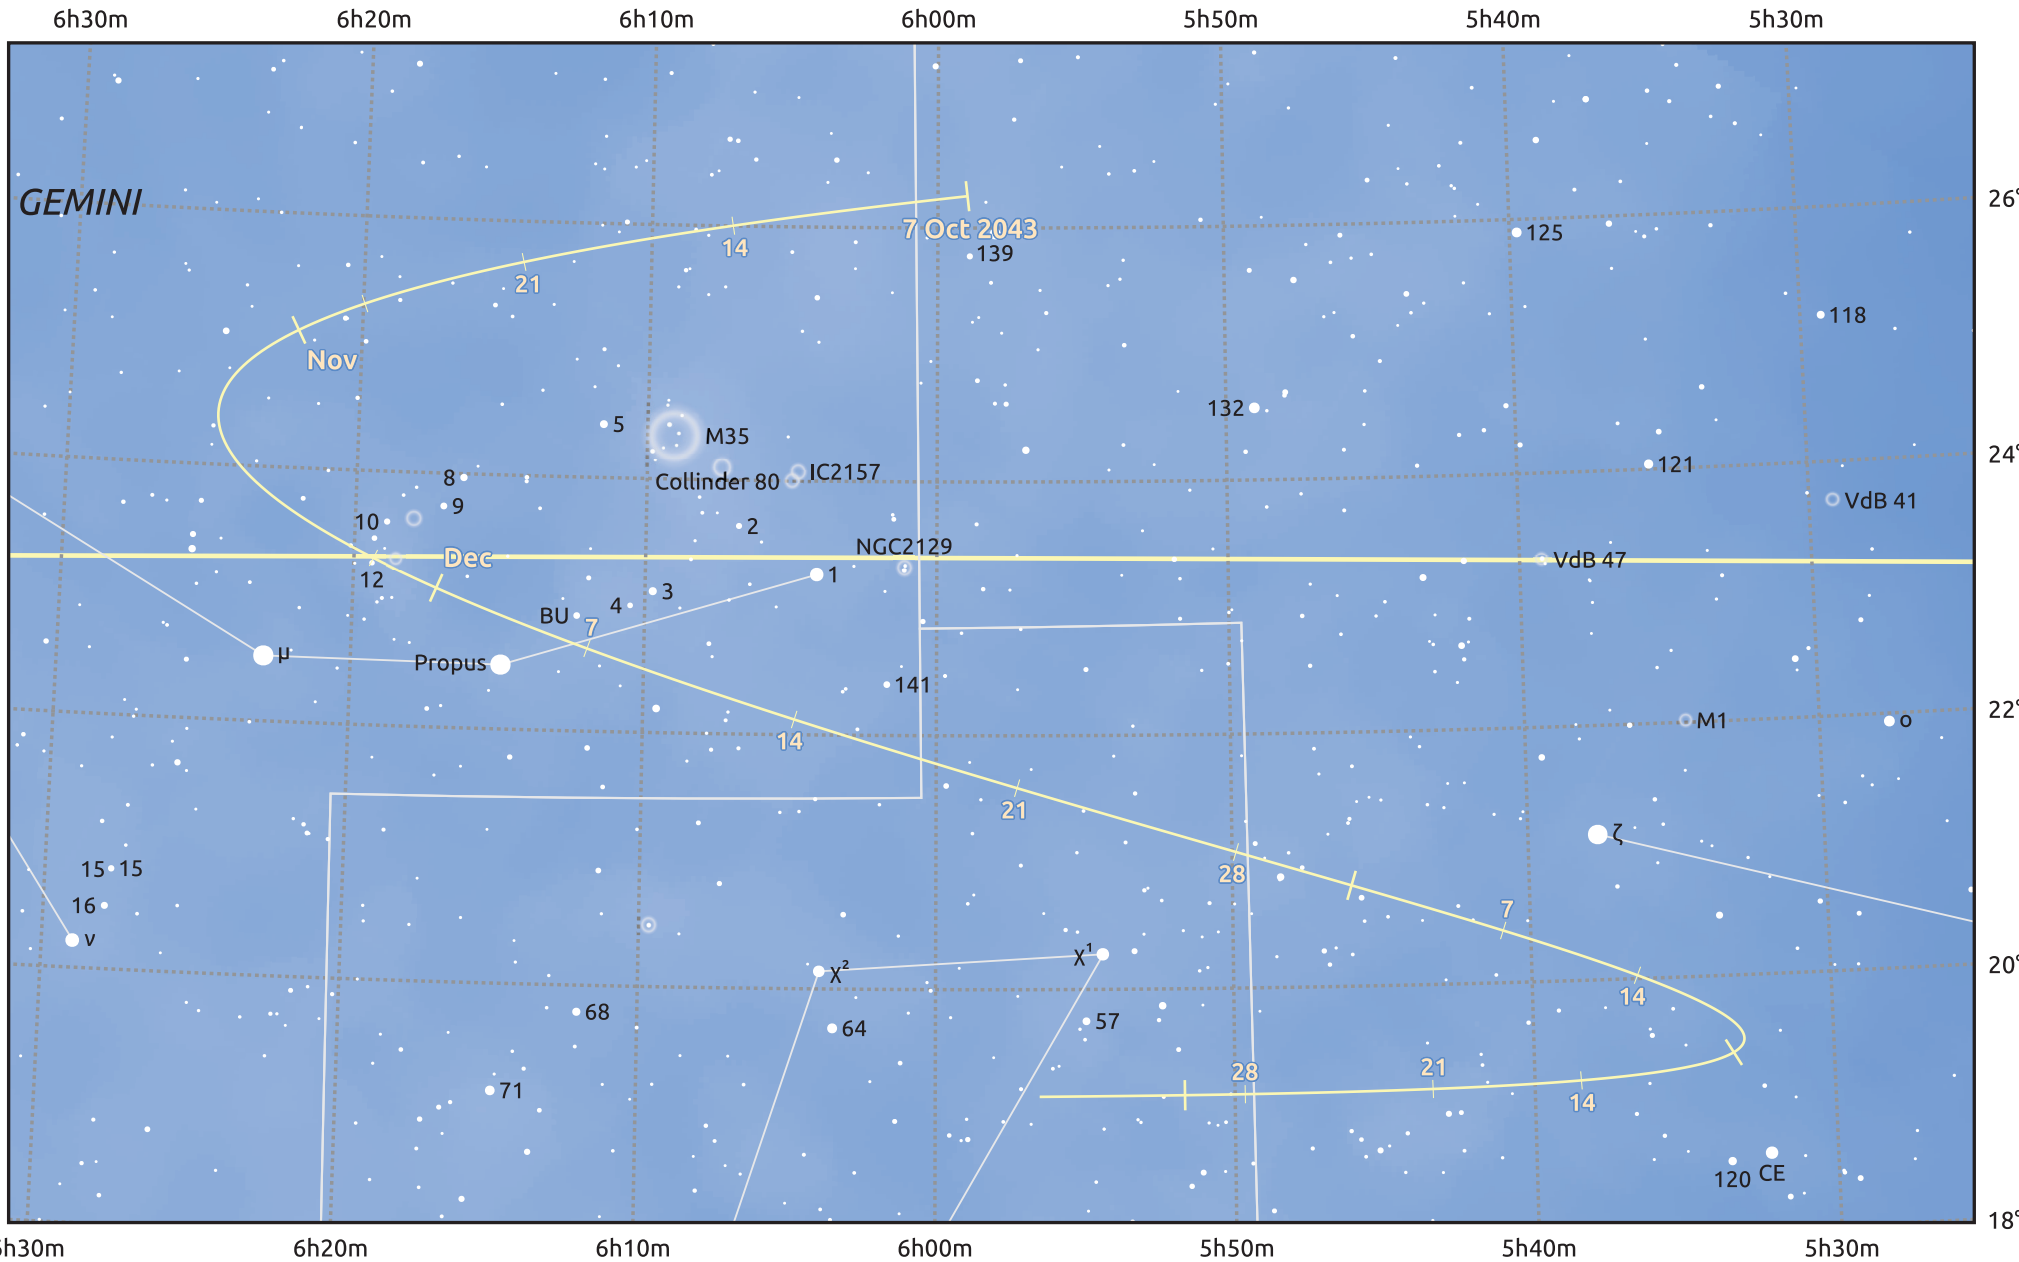 6h30m 6h20m 6h10m 6h00m 5h50m 5h40m 5h30m
GEMINI
26°
7 Oct 2043
125
14
139
21
118
Nov
132
5
M35
121
24°
IC2157
8
Collinder 80
VdB 41
9
10
2
NGC2129
Dec
VdB 47
12
1
3
4
BU
7
μ
Propus
141
22°
M1
ο
14
21
ζ
15 15
28
16
7
ν
χ¹
20°
χ²
14
68
57
64
21
28
71
14
120 CE
18°
6h30m 6h20m 6h10m 6h00m 5h50m 5h40m 5h30m